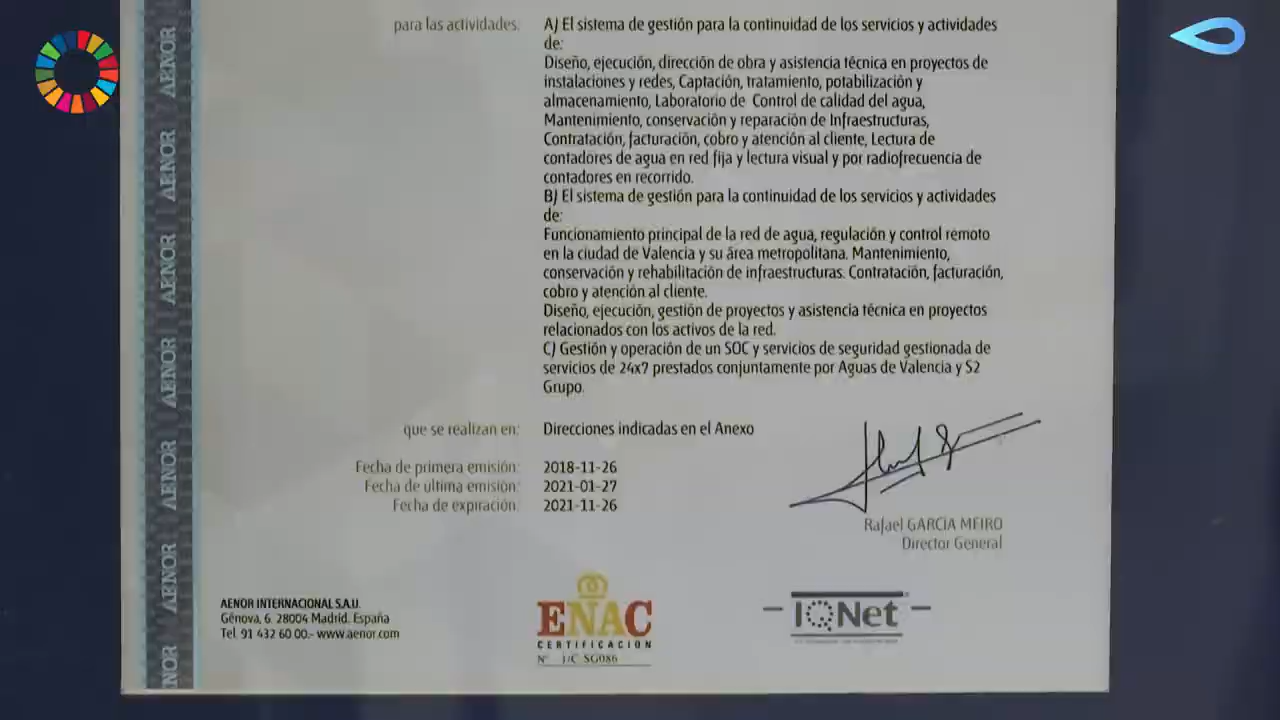 para las actividades: A) El sistema de gestión para la continuidad de los servicios y actividades
de:
Diseño, ejecución, dirección de obra y asistencia técnica en proyectos de
instalaciones y redes, Captación, tratamiento, potabilización y
almacenamiento, Laboratorio de Control de calidad del agua,
Mantenimiento, conservación y reparación de Infraestructuras,
Contratación, facturación, cobro y atención al cliente, Lectura de
contadores de agua en red fija y lectura visual y por radiofrecuencia de
contadores en recorrido.
B) El sistema de gestión para la continuidad de los servicios y actividades
de:
Funcionamiento principal de la red de agua, regulación y control remoto
en la ciudad de Valencia y su área metropolitana. Mantenimiento,
conservación y rehabilitación de infraestructuras. Contratación, facturación,
cobro y atención al cliente.
Diseño, ejecución, gestión de proyectos y asistencia técnica en proyectos
relacionados con los activos de la red.
C) Gestión y operación de un SOC y servicios de seguridad gestionada de
servicios de 24x7 prestados conjuntamente por Aguas de Valencia y S2
Grupo.
que se realizan en: Direcciones indicadas en el Anexo
Fecha de primera emisión: 2018-11-26
Fecha de última emisión: 2021-01-27
Fecha de expiración: 2021-11-26
Rafael GARCÍA MEIRO
Director General
AENOR INTERNACIONAL S.A.U.
Génova, 6. 28004 Madrid. España
Tel. 91 432 60 00.- www.aenor.com
ENAC
CERTIFICACIÓN
Nº /C-SG086
IQNet
AENOR
AENOR
AENOR
AENOR
AENOR
AENOR
NOR